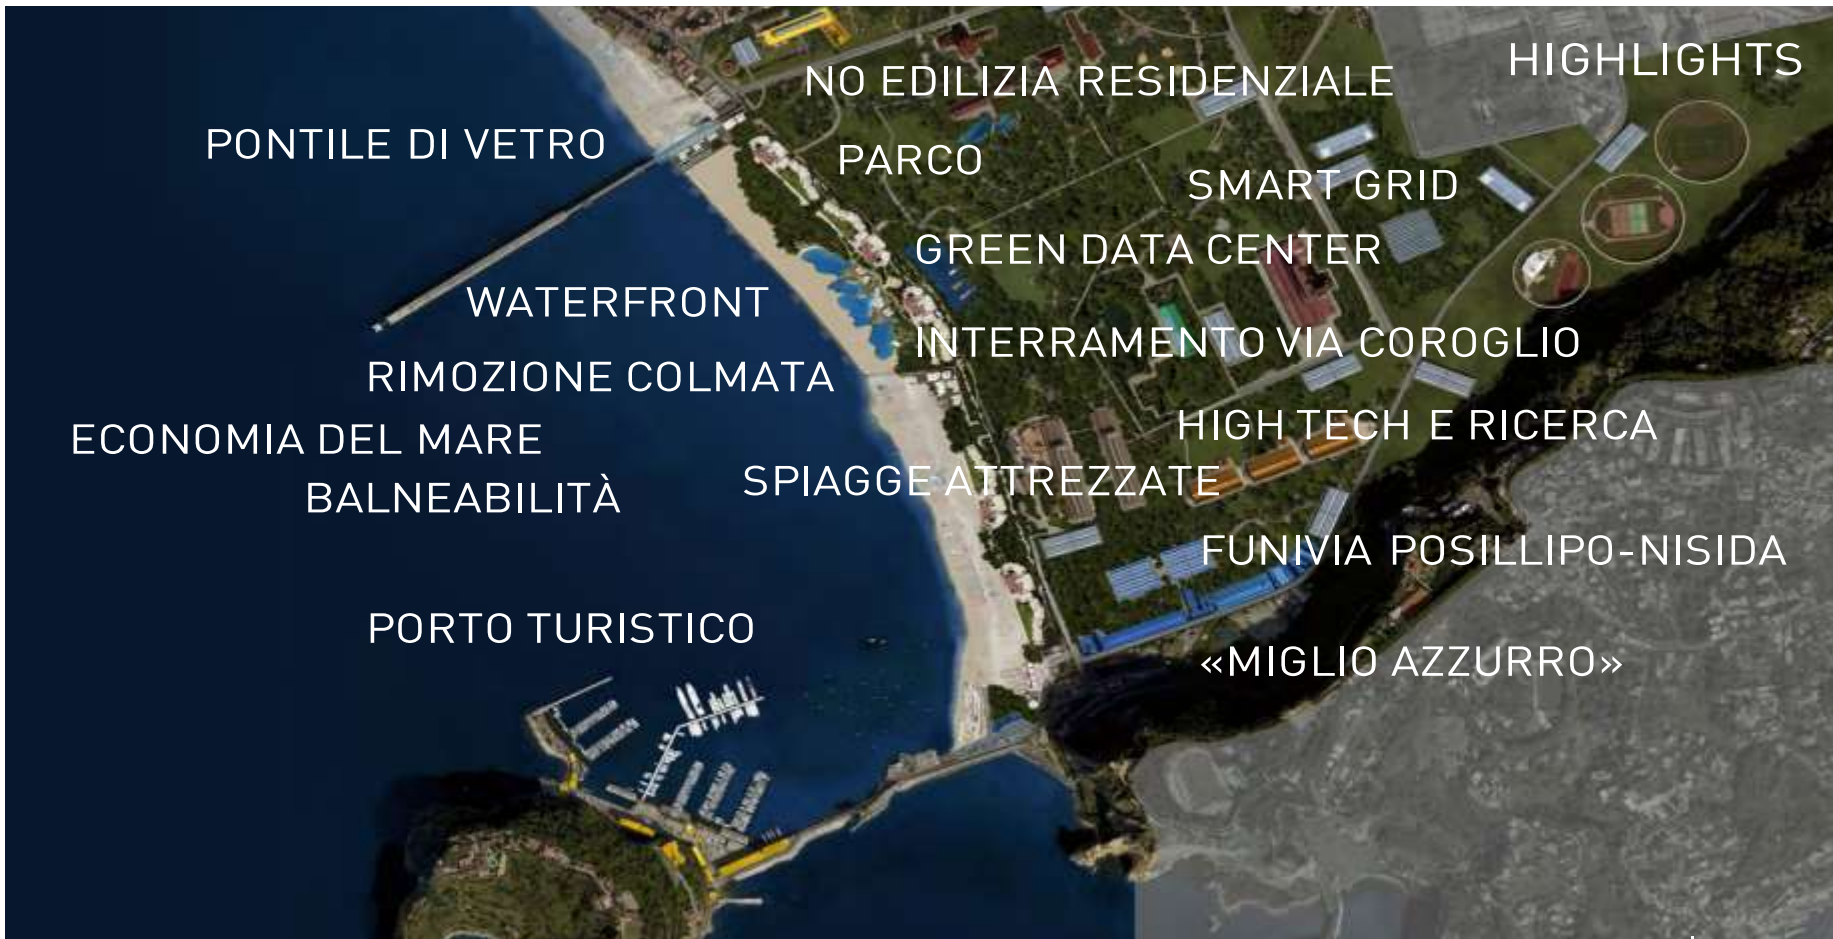 HIGHLIGHTS
NO EDILIZIA RESIDENZIALE
PONTILE DI VETRO
PARCO
SMART GRID
GREEN DATA CENTER
WATERFRONT
INTERRAMENTO VIA COROGLIO
RIMOZIONE COLMATA
HIGH TECH E RICERCA
ECONOMIA DEL MARE
SPIAGGE ATTREZZATE
BALNEABILITÀ
FUNIVIA POSILLIPO-NISIDA
PORTO TURISTICO
«MIGLIO AZZURRO»